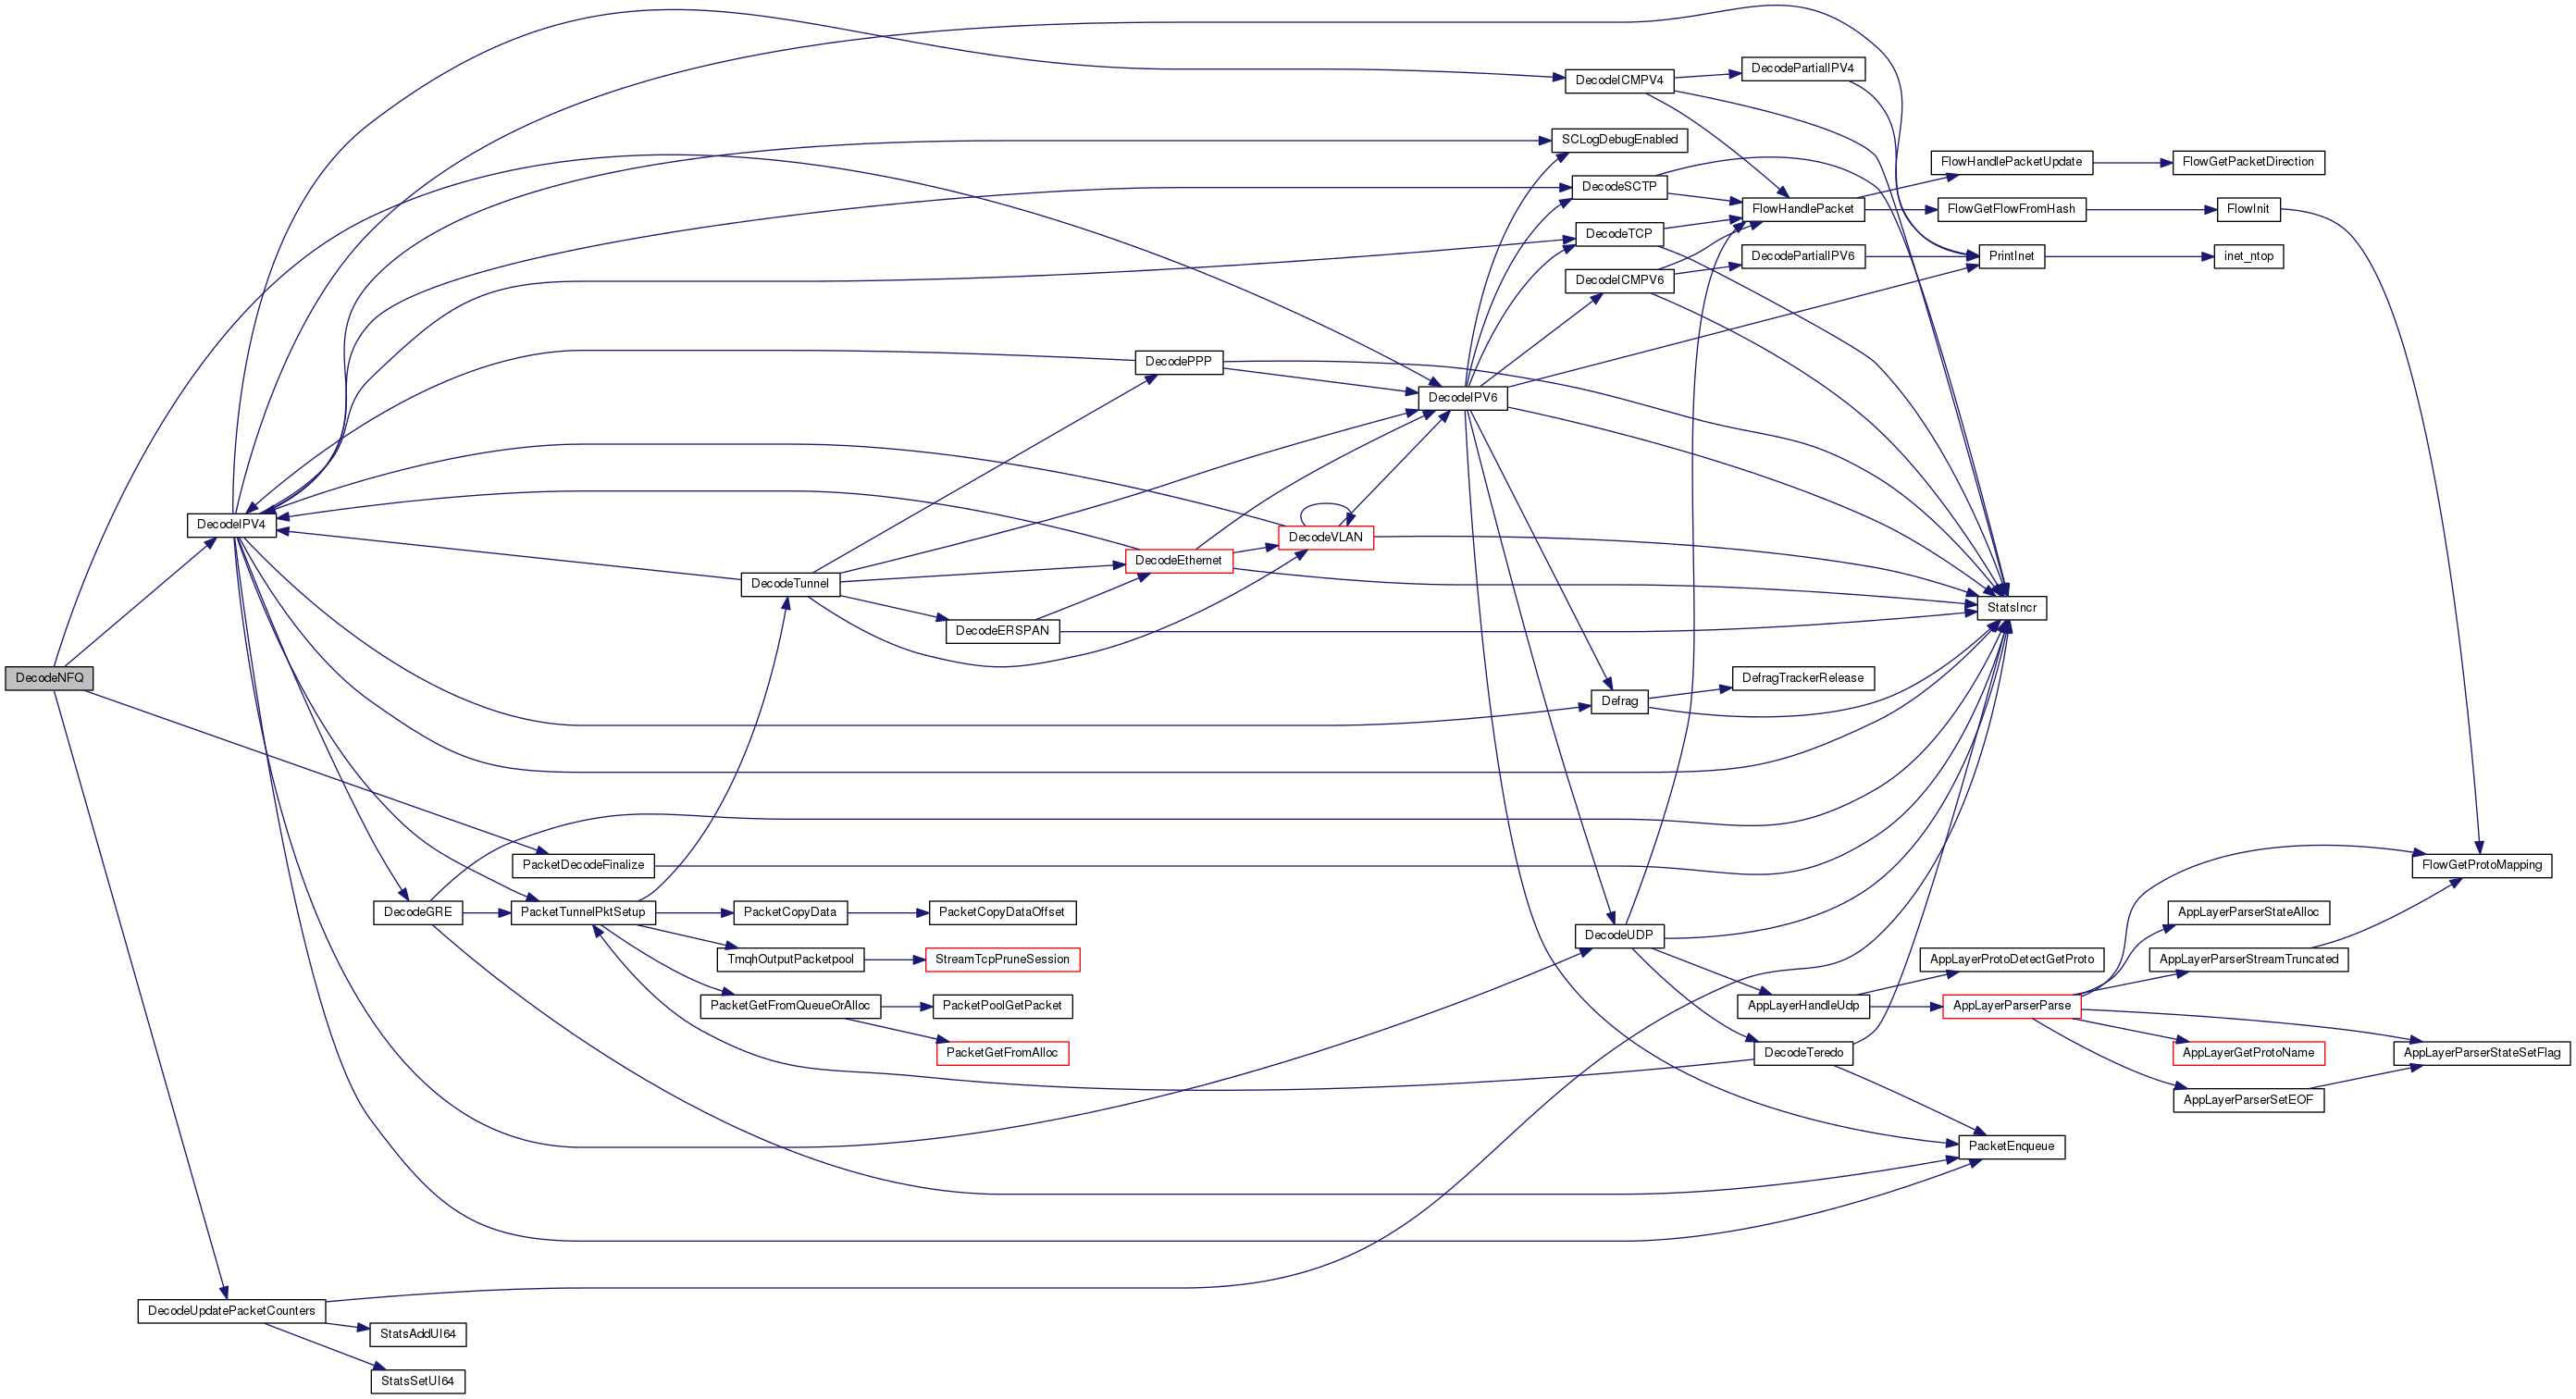 DecodeNFQ
DecodeIPV4
DecodeUpdatePacketCounters
StatsAddUI64
StatsSetUI64
DecodeGRE
PacketDecodeFinalize
PacketTunnelPktSetup
DecodeTunnel
PacketCopyData
TmqhOutputPacketpool
PacketGetFromQueueOrAlloc
PacketCopyDataOffset
StreamTcpPruneSession
PacketPoolGetPacket
PacketGetFromAlloc
DecodeERSPAN
DecodePPP
DecodeEthernet
DecodeVLAN
DecodeIPV6
DecodeICMPV4
SCLogDebugEnabled
DecodeSCTP
DecodeTCP
DecodeICMPV6
Defrag
DecodeUDP
DecodePartialIPV4
FlowHandlePacket
DecodePartialIPV6
DefragTrackerRelease
AppLayerHandleUdp
DecodeTeredo
FlowHandlePacketUpdate
FlowGetFlowFromHash
PrintInet
StatsIncr
AppLayerProtoDetectGetProto
AppLayerParserParse
PacketEnqueue
FlowGetPacketDirection
FlowInit
inet_ntop
AppLayerParserStateAlloc
AppLayerParserStreamTruncated
AppLayerGetProtoName
AppLayerParserSetEOF
FlowGetProtoMapping
AppLayerParserStateSetFlag